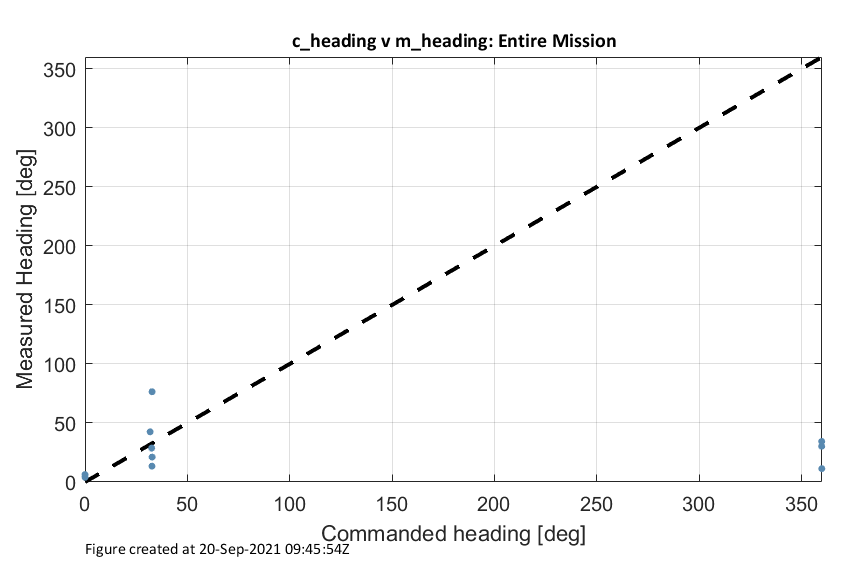 c_heading v m_heading: Entire Mission
350
300
250
200
150
100
50
0
Measured Heading [deg]
0 50 100 150 200 250 300 350
Commanded heading [deg]
Figure created at 20-Sep-2021 09:45:54Z